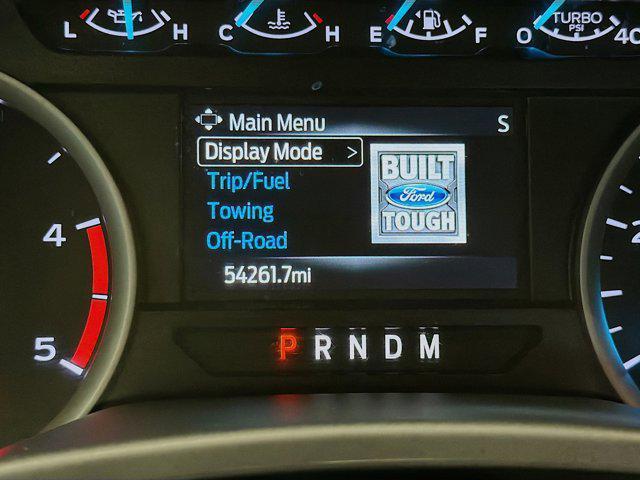 L H C H E F O TURBO 40
PSI
Main Menu S
Display Mode >
Trip/Fuel
Towing
Off-Road
54261.7mi
BUILT
Ford
TOUGH
4
5
2
P R N D M